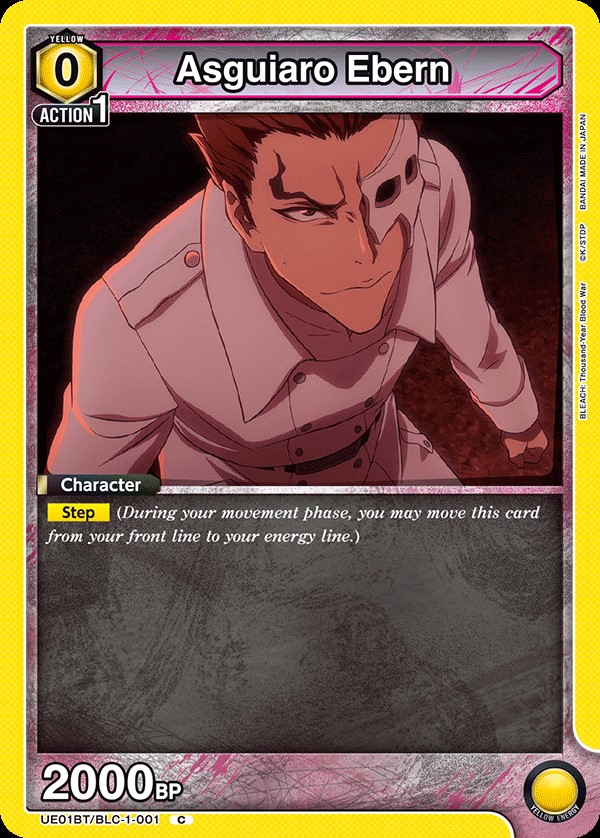 YELLOW
0
Asguiaro Ebern
ACTION 1
BLEACH: Thousand-Year Blood War ©K/STDP BANDAI MADE IN JAPAN
Character
Step (During your movement phase, you may move this card
from your front line to your energy line.)
2000BP
YELLOW ENERGY
UE01BT/BLC-1-001 C